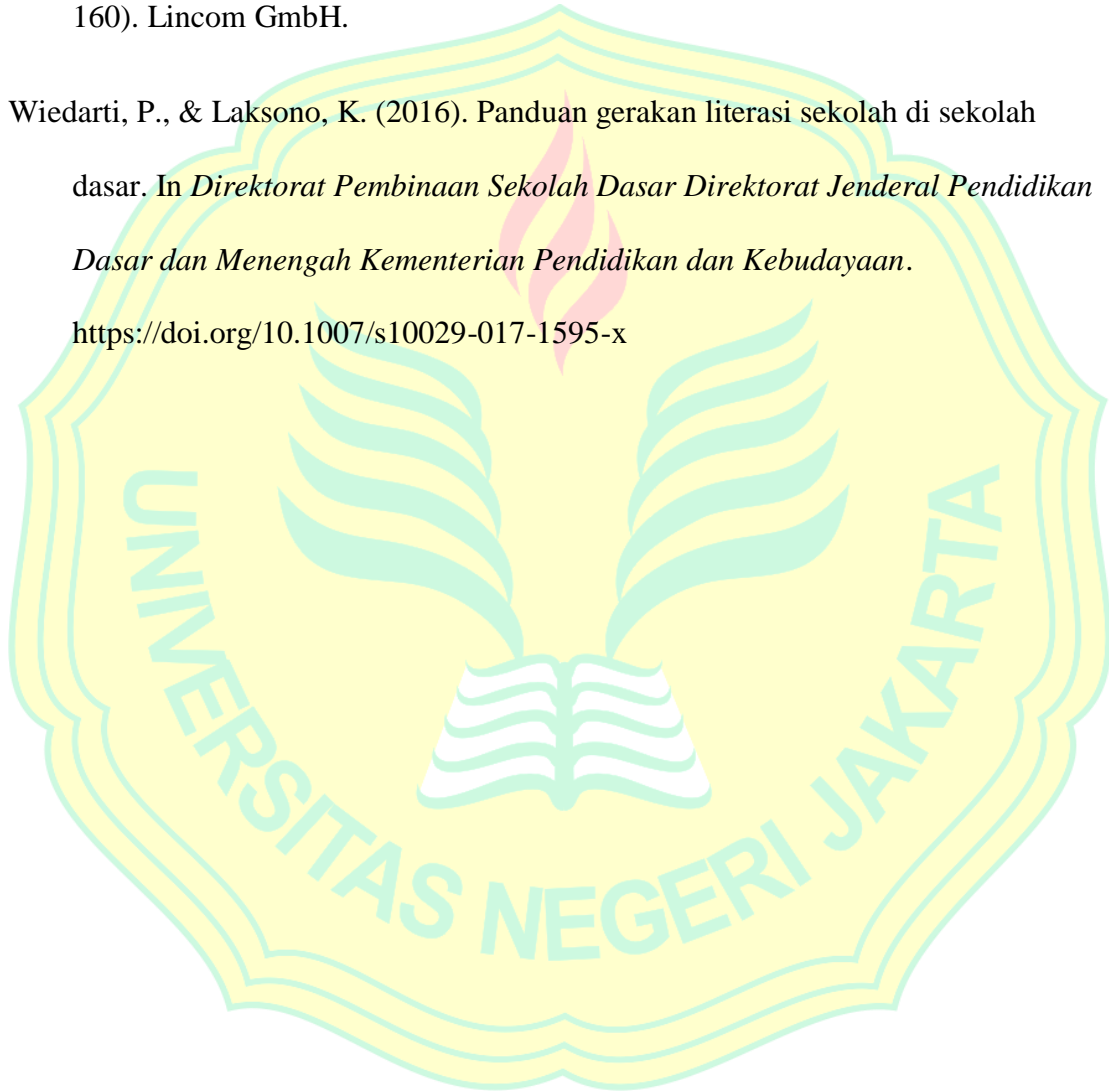 160). Lincom GmbH.
Wiedarti, P., & Laksono, K. (2016). Panduan gerakan literasi sekolah di sekolah
dasar. In Direktorat Pembinaan Sekolah Dasar Direktorat Jenderal Pendidikan
Dasar dan Menengah Kementerian Pendidikan dan Kebudayaan.
https://doi.org/10.1007/s10029-017-1595-x
UNIVERSITAS NEGERI JAKARTA